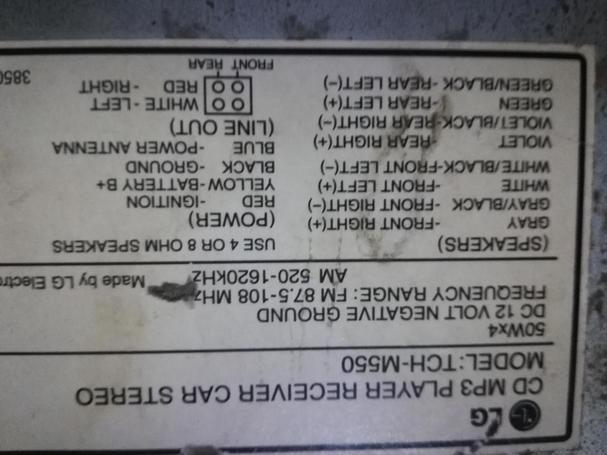 LG
CD MP3 PLAYER RECEIVER CAR STEREO
MODEL:TCH-M550
50Wx4
DC 12 VOLT NEGATIVE GROUND
FREQUENCY RANGE: FM 87.5-108 MHz
AM 520-1620kHz
Made by LG Electro
(SPEAKERS) USE 4 OR 8 OHM SPEAKERS
GRAY -FRONT RIGHT(+)
GRAY/BLACK -FRONT RIGHT(-)
WHITE -FRONT LEFT(+)
WHITE/BLACK-FRONT LEFT(-)
VIOLET -REAR RIGHT(+)
VIOLET/BLACK-REAR RIGHT(-)
GREEN -REAR LEFT(+)
GREEN/BLACK -REAR LEFT(-)
(POWER)
RED -IGNITION
YELLOW-BATTERY B+
BLACK -GROUND
BLUE -POWER ANTENNA
(LINE OUT)
WHITE - LEFT
RED - RIGHT
FRONT REAR
3850